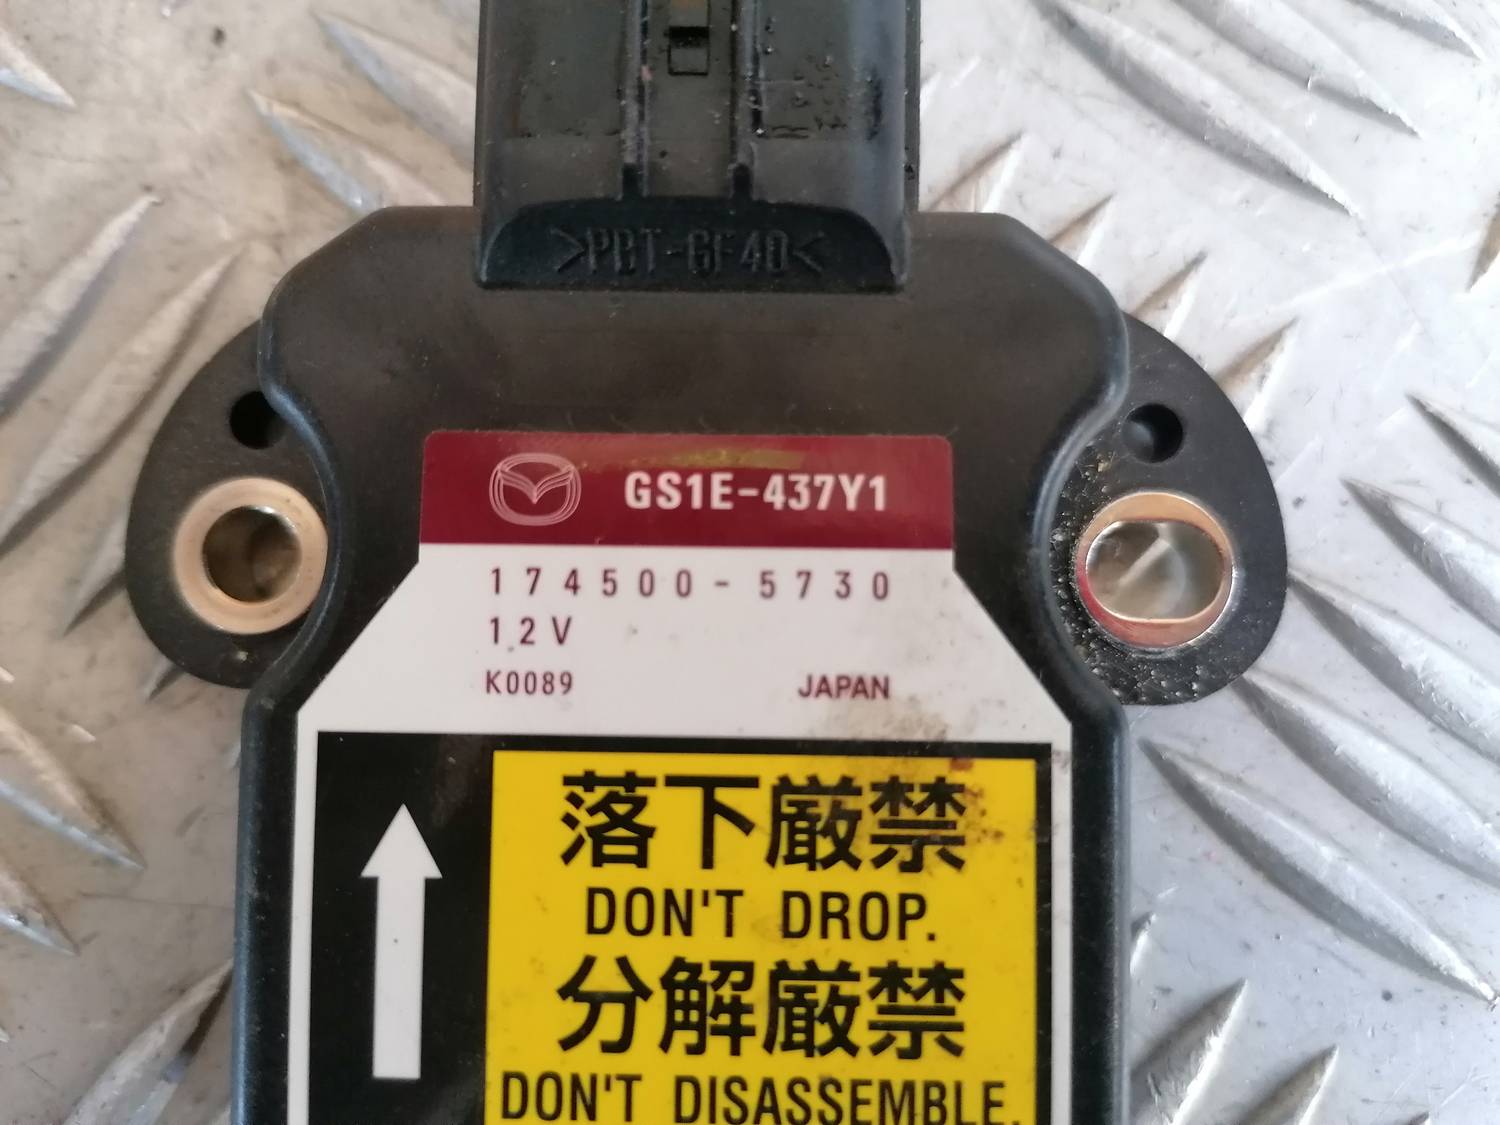 >PBT-GF40<
GS1E-437Y1
174500-5730
12V
K0089 JAPAN
落下厳禁
DON'T DROP.
分解厳禁
DON'T DISASSEMBLE.